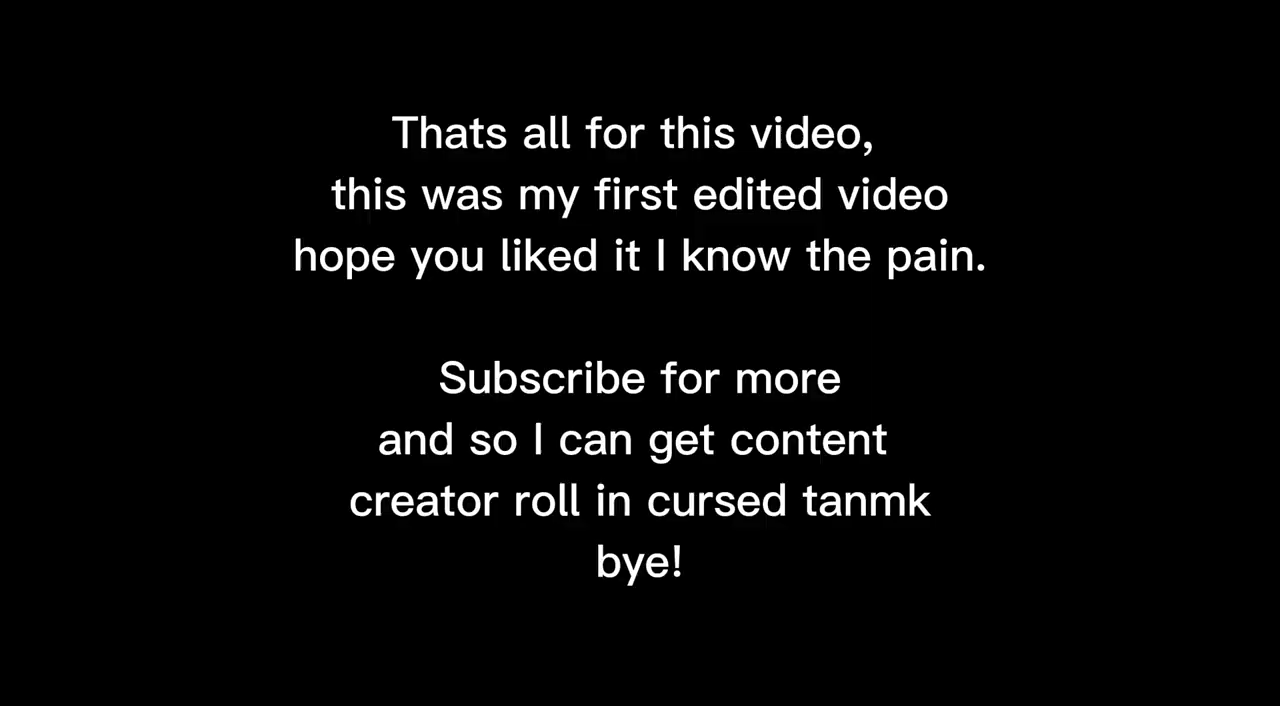 Thats all for this video,
this was my first edited video
hope you liked it I know the pain.
Subscribe for more
and so I can get content
creator roll in cursed tanmk
bye!